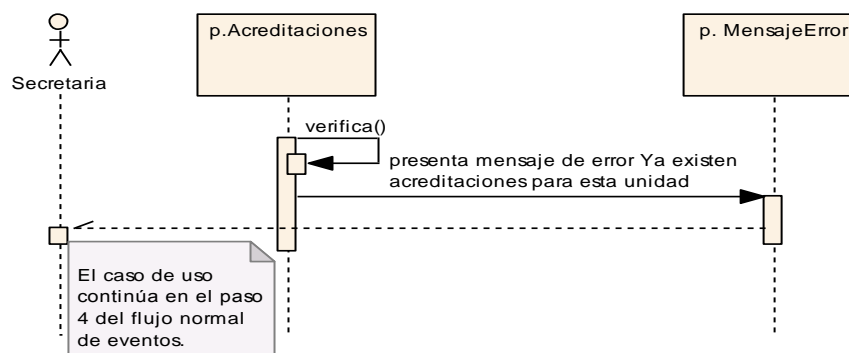 p.Acreditaciones
p. MensajeError
Secretaria
verifica()
presenta mensaje de error Ya existen
acreditaciones para esta unidad
El caso de uso
continúa en el paso
4 del flujo normal
de eventos.